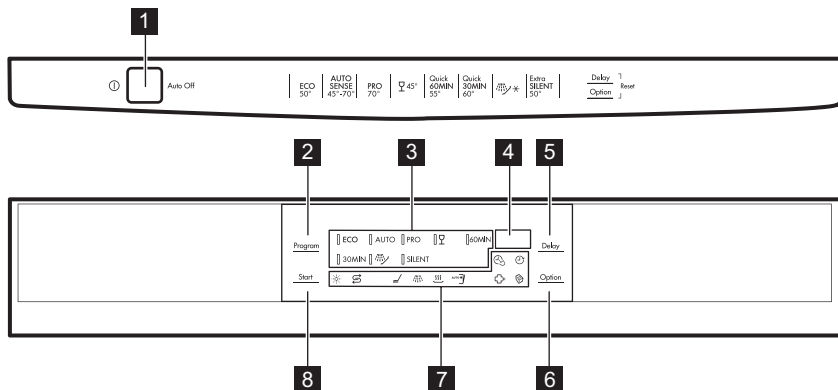 1
Auto Off
ECO
50°
AUTO
SENSE
45°-70°
PRO
70°
45°
Quick
60MIN
55°
Quick
30MIN
60°
Extra
SILENT
50°
Delay
Option
Reset
2
3
4
5
Program
ECO
AUTO
PRO
60MIN
Delay
30MIN
SILENT
Start
AUTO
Option
8
7
6